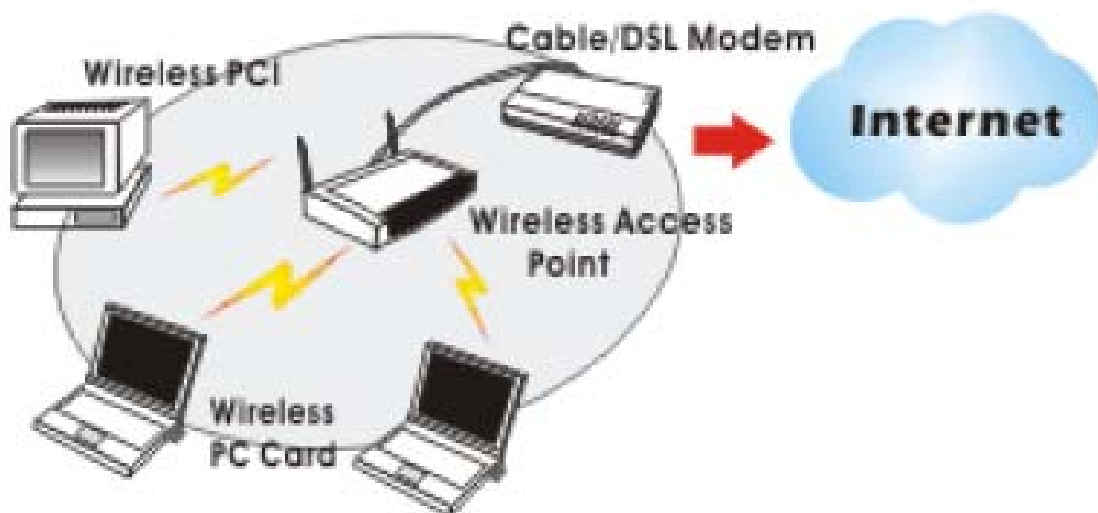 Cable/DSL Modem
Wireless PCI
Internet
Wireless Access
Point
Wireless
PC Card